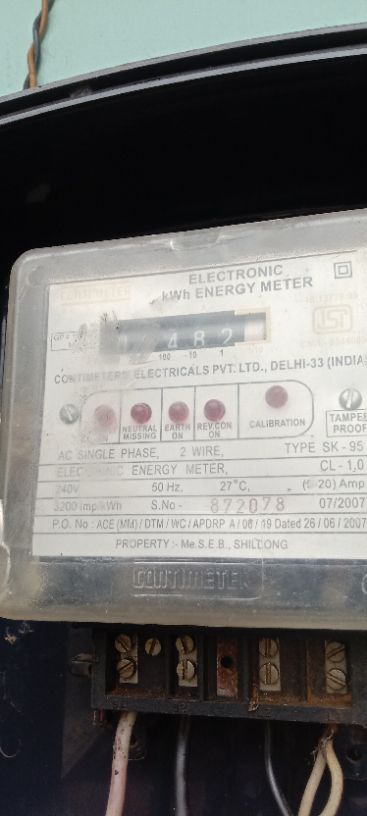 ELECTRONIC
kWh ENERGY METER
CONTIMETER
482
100 10 1
CONTIMETERS ELECTRICALS PVT. LTD., DELHI-33 (INDIA)
ON
NEUTRAL MISSING
EARTH ON
REV.CON ON
CALIBRATION
TAMPER PROOF
AC SINGLE PHASE, 2 WIRE, TYPE SK-95
ELECTRONIC ENERGY METER, CL-1.0
240V 50 Hz, 27°C, 20) Amp
3200 imp/kWh S.No - 872078 07/2007
P.O. No : ACE (MM) / DTM / WC / APDRP A / 06 / 19 Dated 26 / 06 / 2007
PROPERTY :- Me.S.E.B., SHILLONG
CONTIMETER